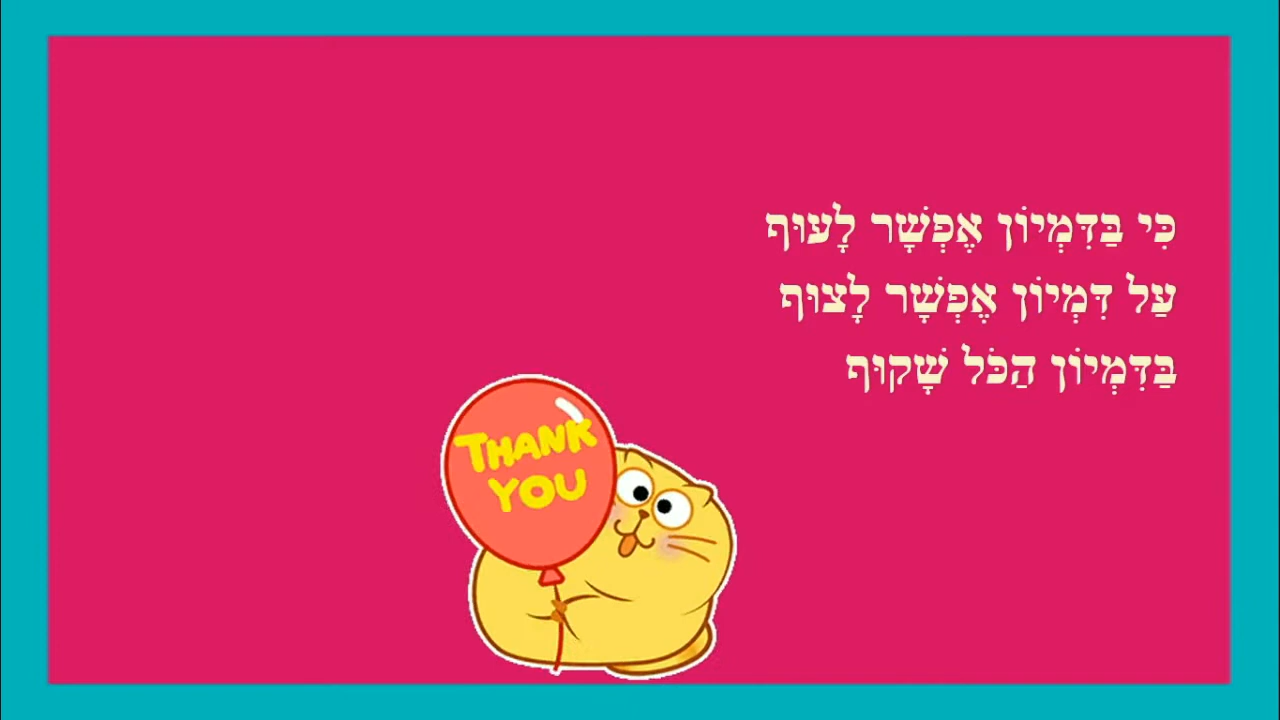 כִּי בַּדִּמְיוֹן אֶפְשָׁר לָעוּף
עַל דִּמְיוֹן אֶפְשָׁר לָצוּף
בַּדִּמְיוֹן הַכֹּל שָׁקוּף
THANK
YOU